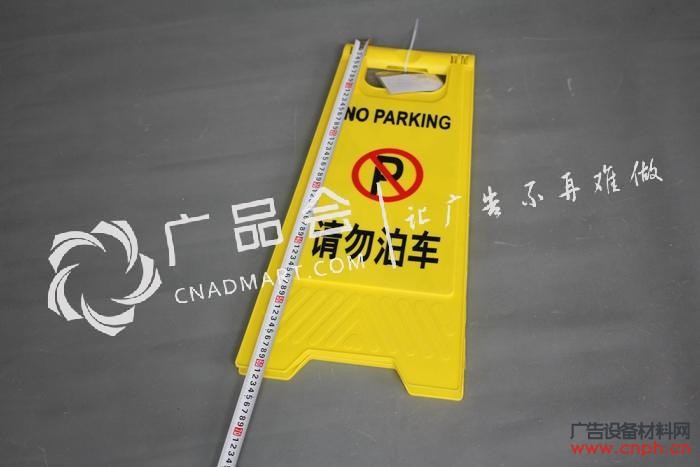 NO PARKING
P
请勿泊车
广品会
让广告不再难做
CNADMART.COM
广告设备材料网
www.cnph.cn